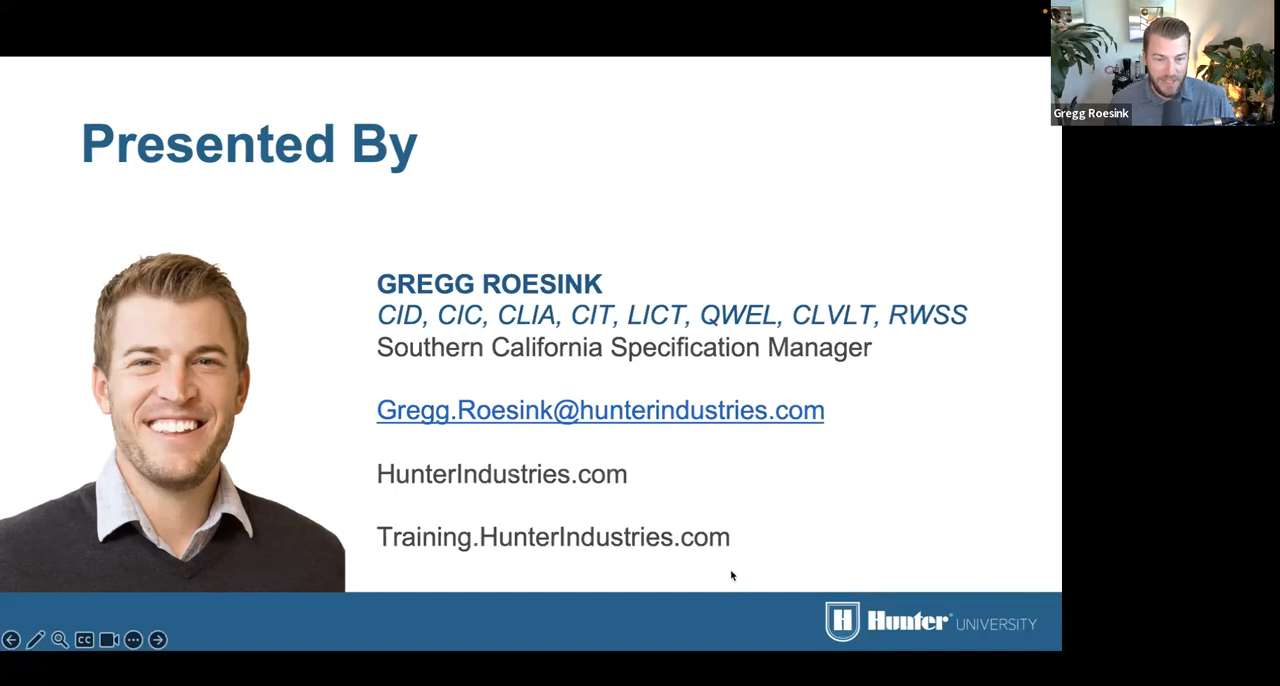 Gregg Roesink
Presented By
GREGG ROESINK
CID, CIC, CLIA, CIT, LICT, QWEL, CLVLT, RWSS
Southern California Specification Manager
Gregg.Roesink@hunterindustries.com
HunterIndustries.com
Training.HunterIndustries.com
H Hunter® UNIVERSITY
CC